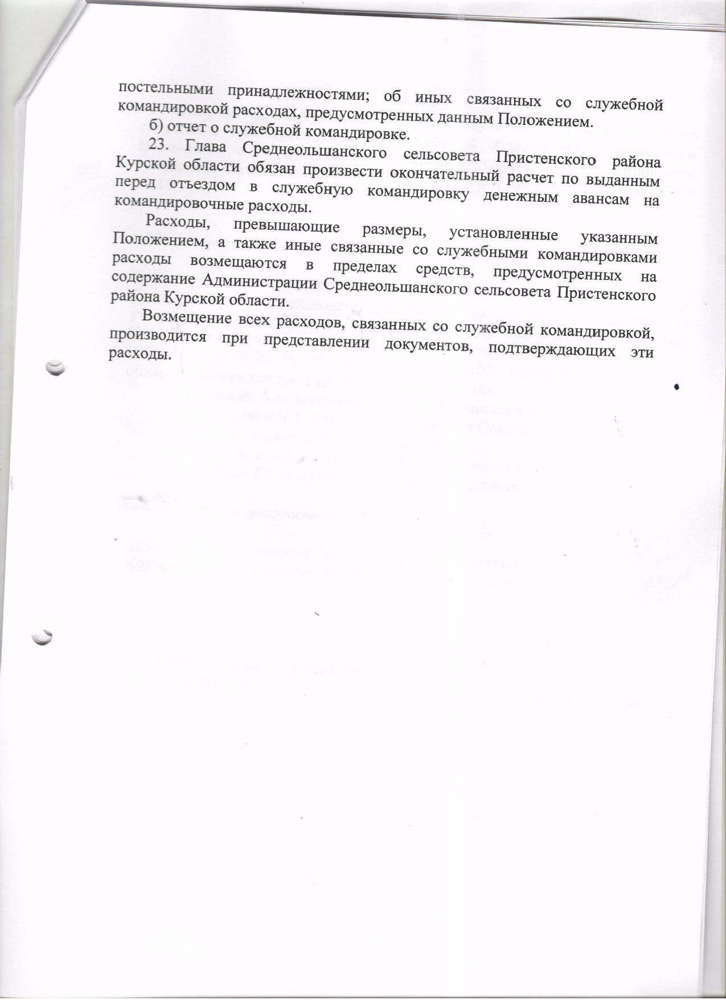 постельными принадлежностями; об иных связанных со служебной
командировкой расходах, предусмотренных данным Положением.
б) отчет о служебной командировке.
23. Глава Среднеольшанского сельсовета Пристенского района
Курской области обязан произвести окончательный расчет по выданным
перед отъездом в служебную командировку денежным авансам на
командировочные расходы.
Расходы, превышающие размеры, установленные указанным
Положением, а также иные связанные со служебными командировками
расходы возмещаются в пределах средств, предусмотренных на
содержание Администрации Среднеольшанского сельсовета Пристенского
района Курской области.
Возмещение всех расходов, связанных со служебной командировкой,
производится при представлении документов, подтверждающих эти
расходы.